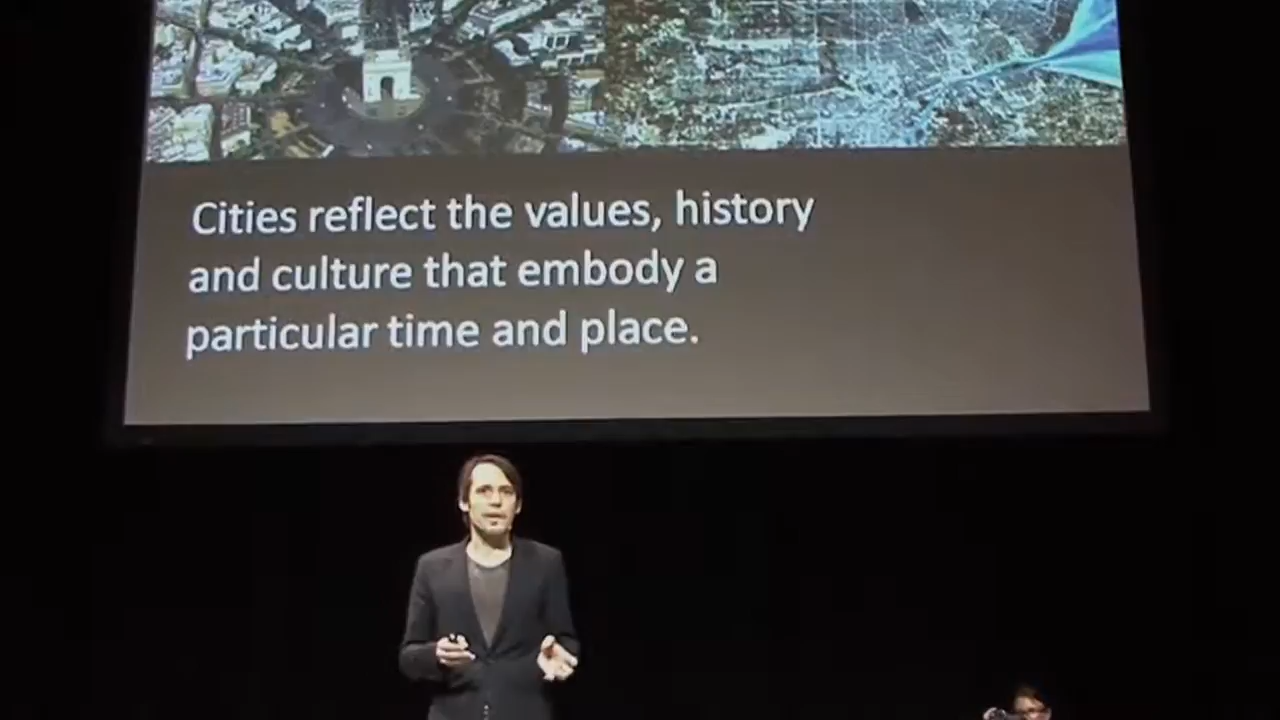 Cities reflect the values, history
and culture that embody a
particular time and place.